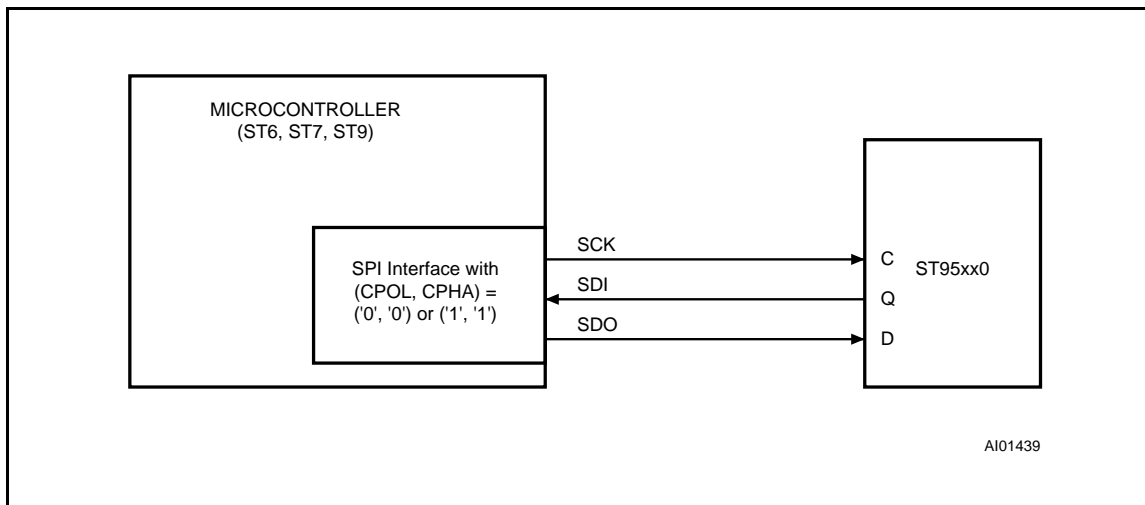 MICROCONTROLLER
(ST6, ST7, ST9)
SPI Interface with
(CPOL, CPHA) =
('0', '0') or ('1', '1')
SCK
SDI
SDO
C
Q
D
ST95xx0
AI01439